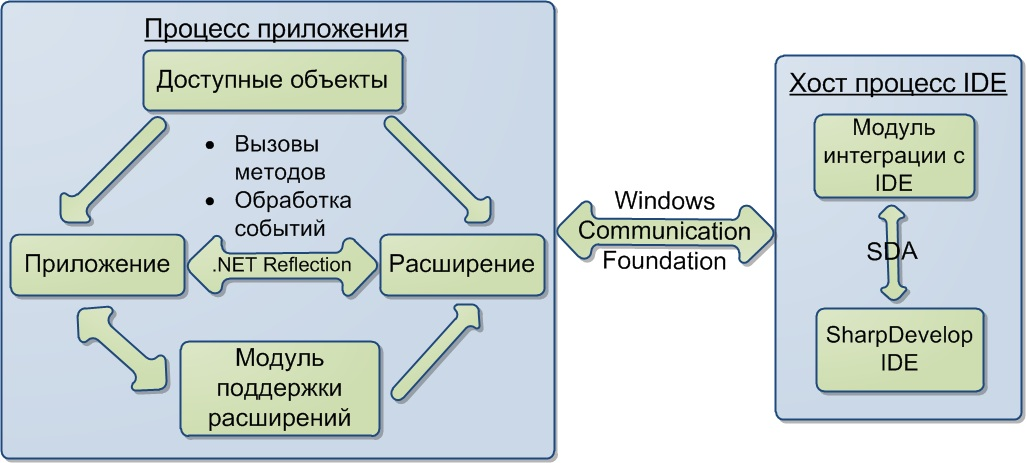 Процесс приложения
Доступные объекты
• Вызовы
методов
• Обработка
событий
Приложение
.NET Reflection
Расширение
Модуль
поддержки
расширений
Windows
Communication
Foundation
Хост процесс IDE
Модуль
интеграции с
IDE
SDA
SharpDevelop
IDE